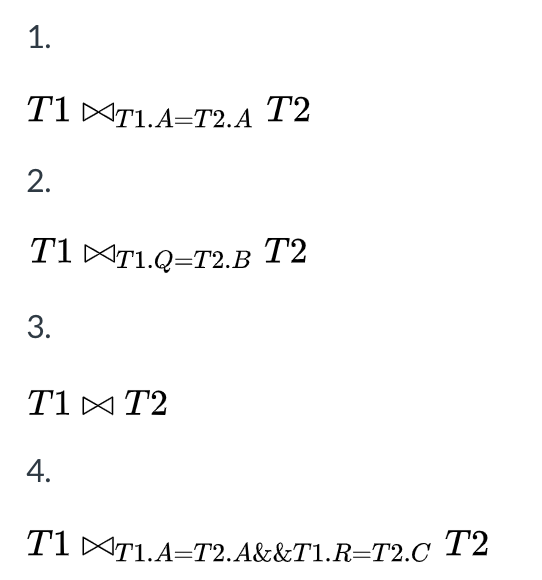 1.
T1 ⋈T1.A=T2.A T2
2.
T1 ⋈T1.Q=T2.B T2
3.
T1 ⋈ T2
4.
T1 ⋈T1.A=T2.A&&T1.R=T2.C T2